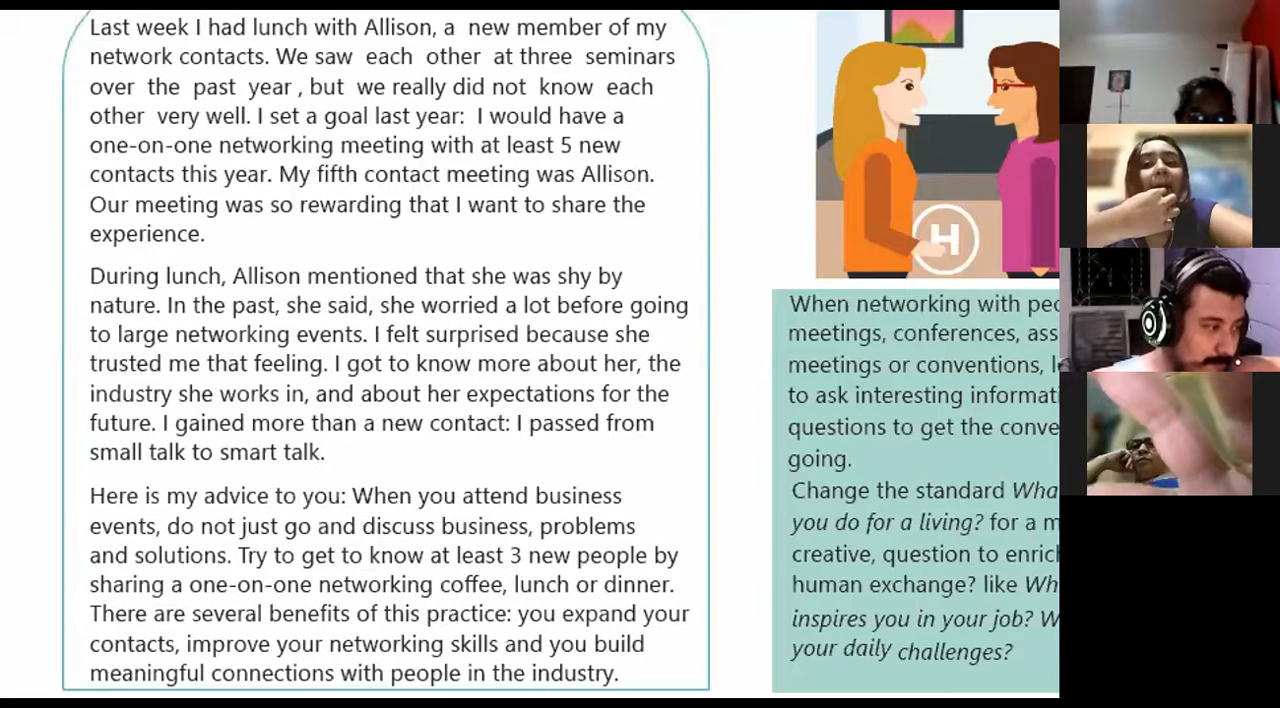 Last week I had lunch with Allison, a new member of my
network contacts. We saw each other at three seminars
over the past year , but we really did not know each
other very well. I set a goal last year: I would have a
one-on-one networking meeting with at least 5 new
contacts this year. My fifth contact meeting was Allison.
Our meeting was so rewarding that I want to share the
experience.
During lunch, Allison mentioned that she was shy by
nature. In the past, she said, she worried a lot before going
to large networking events. I felt surprised because she
trusted me that feeling. I got to know more about her, the
industry she works in, and about her expectations for the
future. I gained more than a new contact: I passed from
small talk to smart talk.
Here is my advice to you: When you attend business
events, do not just go and discuss business, problems
and solutions. Try to get to know at least 3 new people by
sharing a one-on-one networking coffee, lunch or dinner.
There are several benefits of this practice: you expand your
contacts, improve your networking skills and you build
meaningful connections with people in the industry.
H
When networking with
meetings, conferences,
meetings or conventions,
to ask interesting
questions to get the
going.
Change the standard
you do for a living? for a
creative, question to
human exchange? like
inspires you in your job?
your daily challenges?